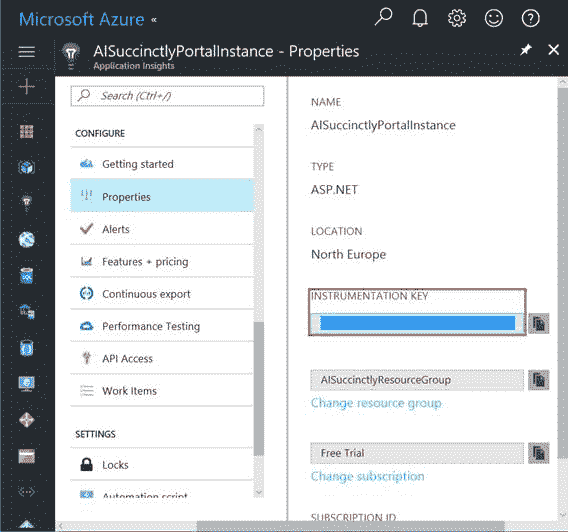 Microsoft Azure «
AISuccinctlyPortalInstance - Properties
Application Insights
Search (Ctrl+/)
CONFIGURE
Getting started
Properties
Alerts
Features + pricing
Continuous export
Performance Testing
API Access
Work Items
SETTINGS
Locks
Automation script
NAME
AISuccinctlyPortalInstance
TYPE
ASP.NET
LOCATION
North Europe
INSTRUMENTATION KEY
AISuccinctlyResourceGroup
Change resource group
Free Trial
Change subscription
SUBSCRIPTION ID